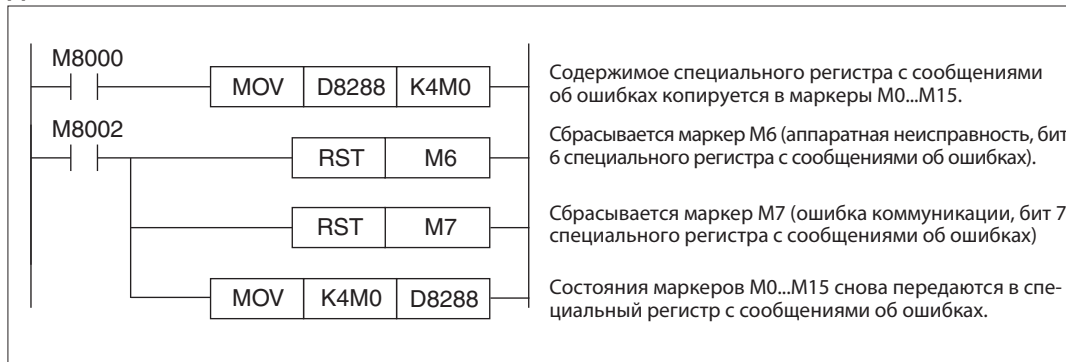 M8000
MOV D8288 K4M0
Содержимое специального регистра с сообщениями
об ошибках копируется в маркеры M0...M15.
M8002
RST M6
Сбрасывается маркер M6 (аппаратная неисправность, бит
6 специального регистра с сообщениями об ошибках).
RST M7
Сбрасывается маркер M7 (ошибка коммуникации, бит 7
специального регистра с сообщениями об ошибках)
MOV K4M0 D8288
Состояния маркеров M0...M15 снова передаются в спе-
циальный регистр с сообщениями об ошибках.